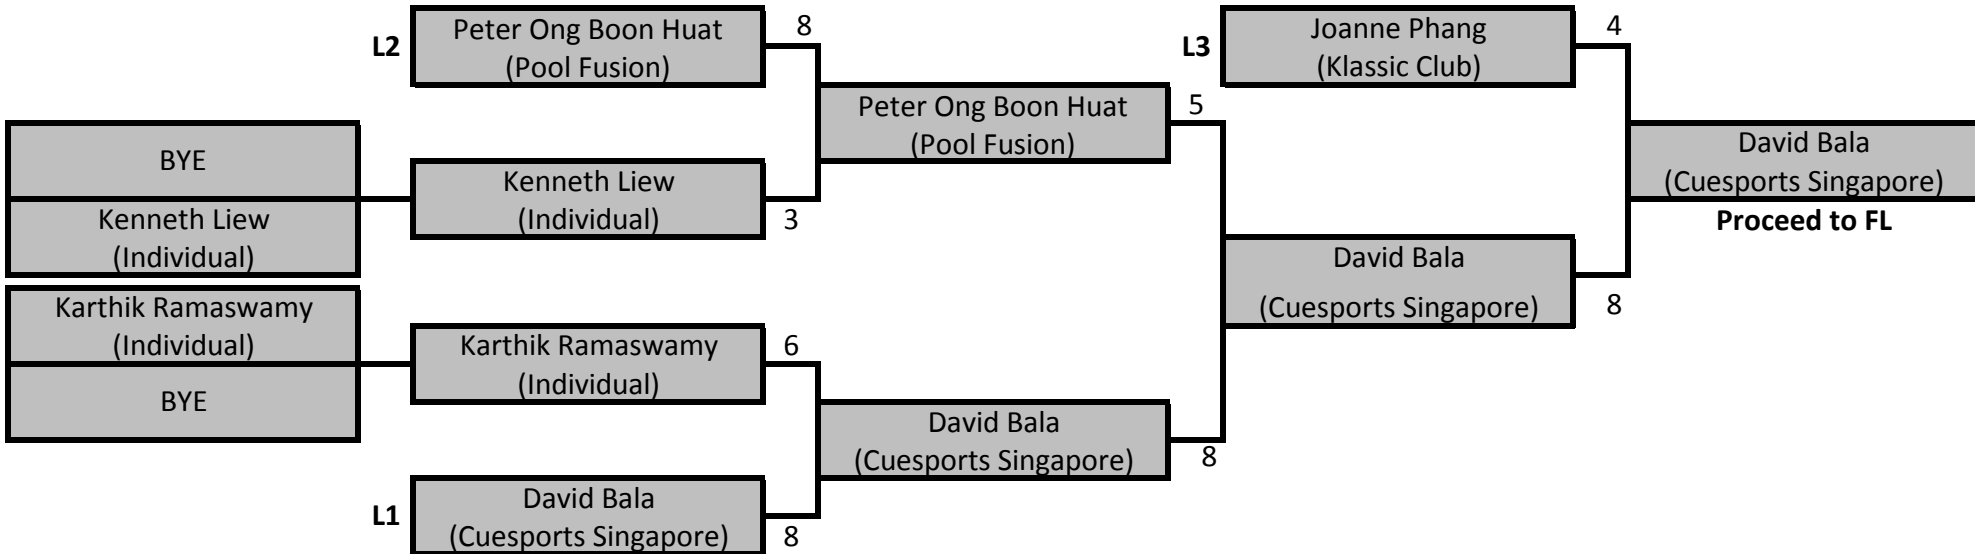 BYE
Kenneth Liew
(Individual)
Karthik Ramaswamy
(Individual)
BYE
L2
Peter Ong Boon Huat
(Pool Fusion)
8
Kenneth Liew
(Individual)
3
Karthik Ramaswamy
(Individual)
6
L1
David Bala
(Cuesports Singapore)
8
Peter Ong Boon Huat
(Pool Fusion)
5
David Bala
(Cuesports Singapore)
8
L3
Joanne Phang
(Klassic Club)
4
David Bala
(Cuesports Singapore)
8
David Bala
(Cuesports Singapore)
Proceed to FL